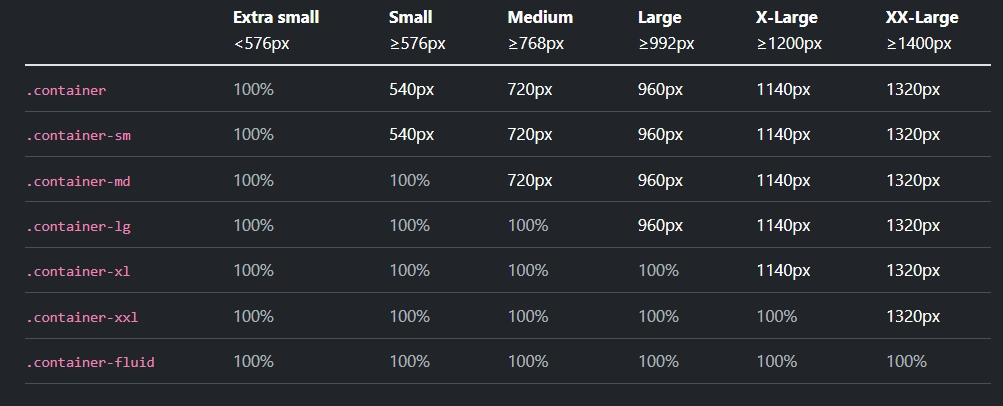 Extra small Small Medium Large X-Large XX-Large
<576px ≥576px ≥768px ≥992px ≥1200px ≥1400px
.container 100% 540px 720px 960px 1140px 1320px
.container-sm 100% 540px 720px 960px 1140px 1320px
.container-md 100% 100% 720px 960px 1140px 1320px
.container-lg 100% 100% 100% 960px 1140px 1320px
.container-xl 100% 100% 100% 100% 1140px 1320px
.container-xxl 100% 100% 100% 100% 100% 1320px
.container-fluid 100% 100% 100% 100% 100% 100%